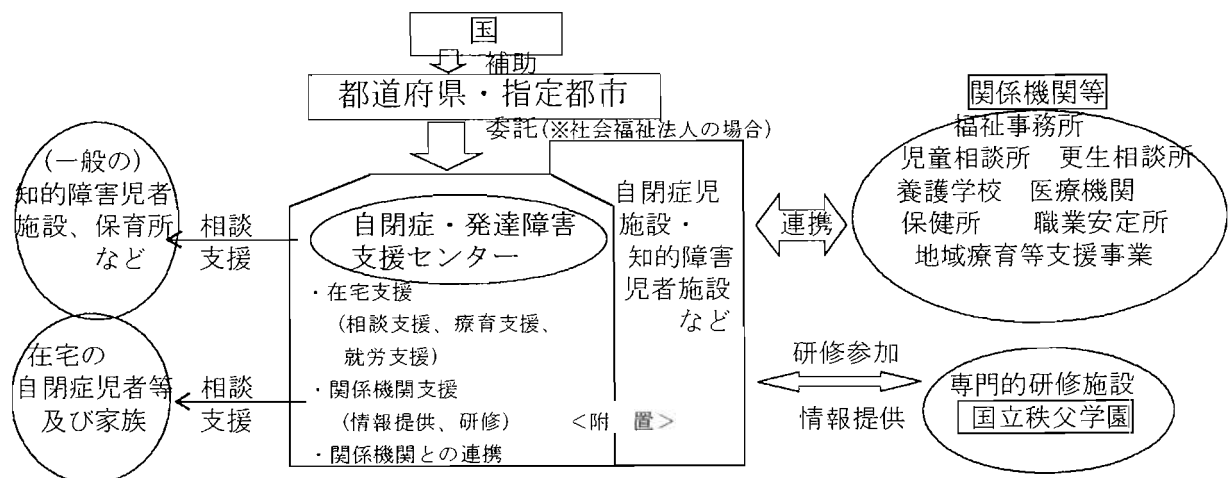 国
補助
都道府県・指定都市
委託(※社会福祉法人の場合)
(一般の)
知的障害児者
施設、保育所
など
相談
支援
在宅の
自閉症児者等
及び家族
相談
支援
自閉症・発達障害
支援センター
・在宅支援
(相談支援、療育支援、
就労支援)
・関係機関支援
(情報提供、研修)
・関係機関との連携
<附 置>
自閉症児
施設・
知的障害
児者施設
など
連携
関係機関等
福祉事務所
児童相談所 更生相談所
養護学校 医療機関
保健所 職業安定所
地域療育等支援事業
研修参加
情報提供
専門的研修施設
国立秩父学園